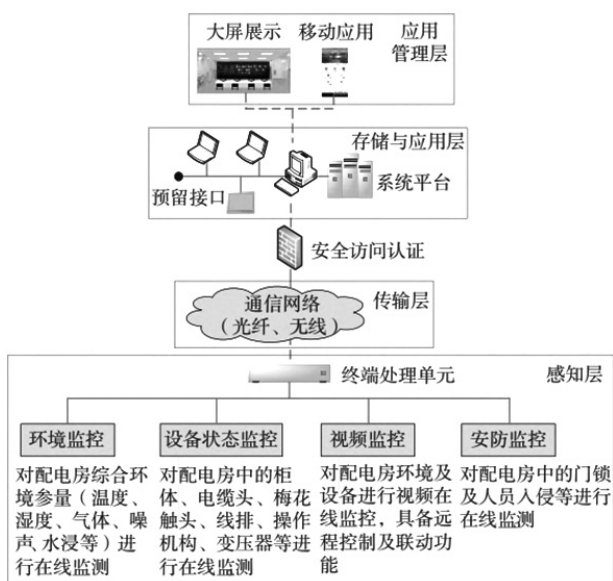 大屏展示 移动应用 应用
管理层
存储与应用层
预留接口
系统平台
安全访问认证
通信网络
（光纤、无线）
传输层
终端处理单元
感知层
环境监控
对配电房综合环
境参量（温度、
湿度、气体、噪
声、水浸等）进
行在线监测
设备状态监控
对配电房中的柜
体、电缆头、梅花
触头、线排、操作
机构、变压器等进
行在线监测
视频监控
对配电房环境及
设备进行视频在
线监控，具备远
程控制及联动功
能
安防监控
对配电房中的门锁
及人员入侵等进行
在线监测